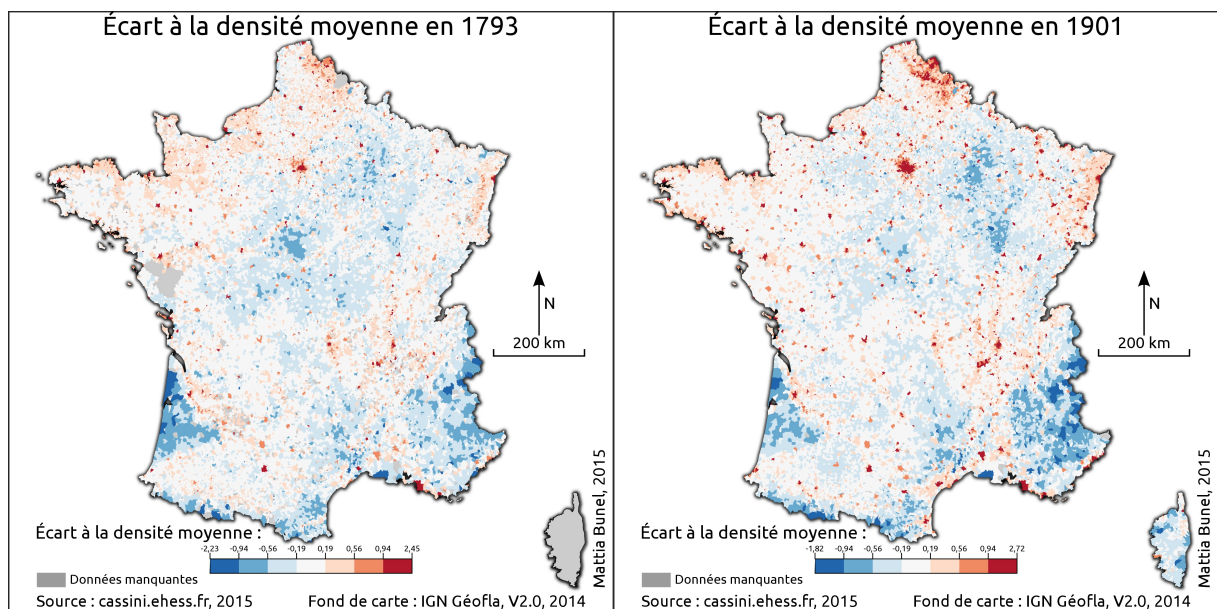 Écart à la densité moyenne en 1793
N
200 km
Mattia Bunel, 2015
Écart à la densité moyenne :
-2,23 -0,94 -0,56 -0,19 0,19 0,56 0,94 2,45
Données manquantes
Source : cassini.ehess.fr, 2015 Fond de carte : IGN Géofla, V2.0, 2014
Écart à la densité moyenne en 1901
N
200 km
Mattia Bunel, 2015
Écart à la densité moyenne :
-1,82 -0,94 -0,56 -0,19 0,19 0,56 0,94 2,72
Données manquantes
Source : cassini.ehess.fr, 2015 Fond de carte : IGN Géofla, V2.0, 2014